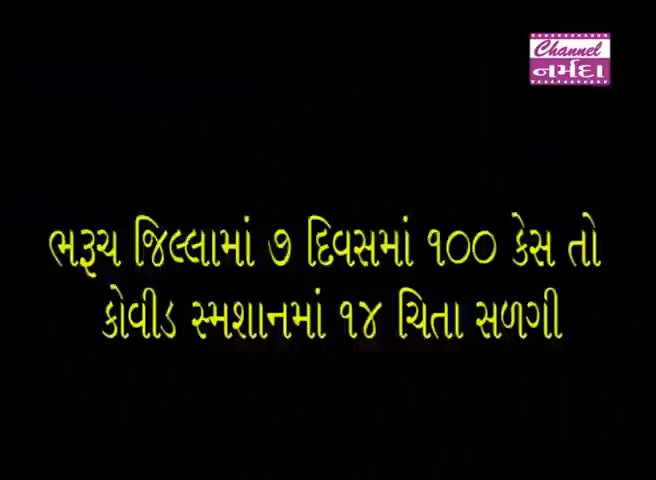 Channel
નર્મદા
ભરૂચ જિલ્લામાં ૭ દિવસમાં ૧૦૦ કેસ તો
કોવીડ સ્મશાનમાં ૧૪ ચિતા સળગી